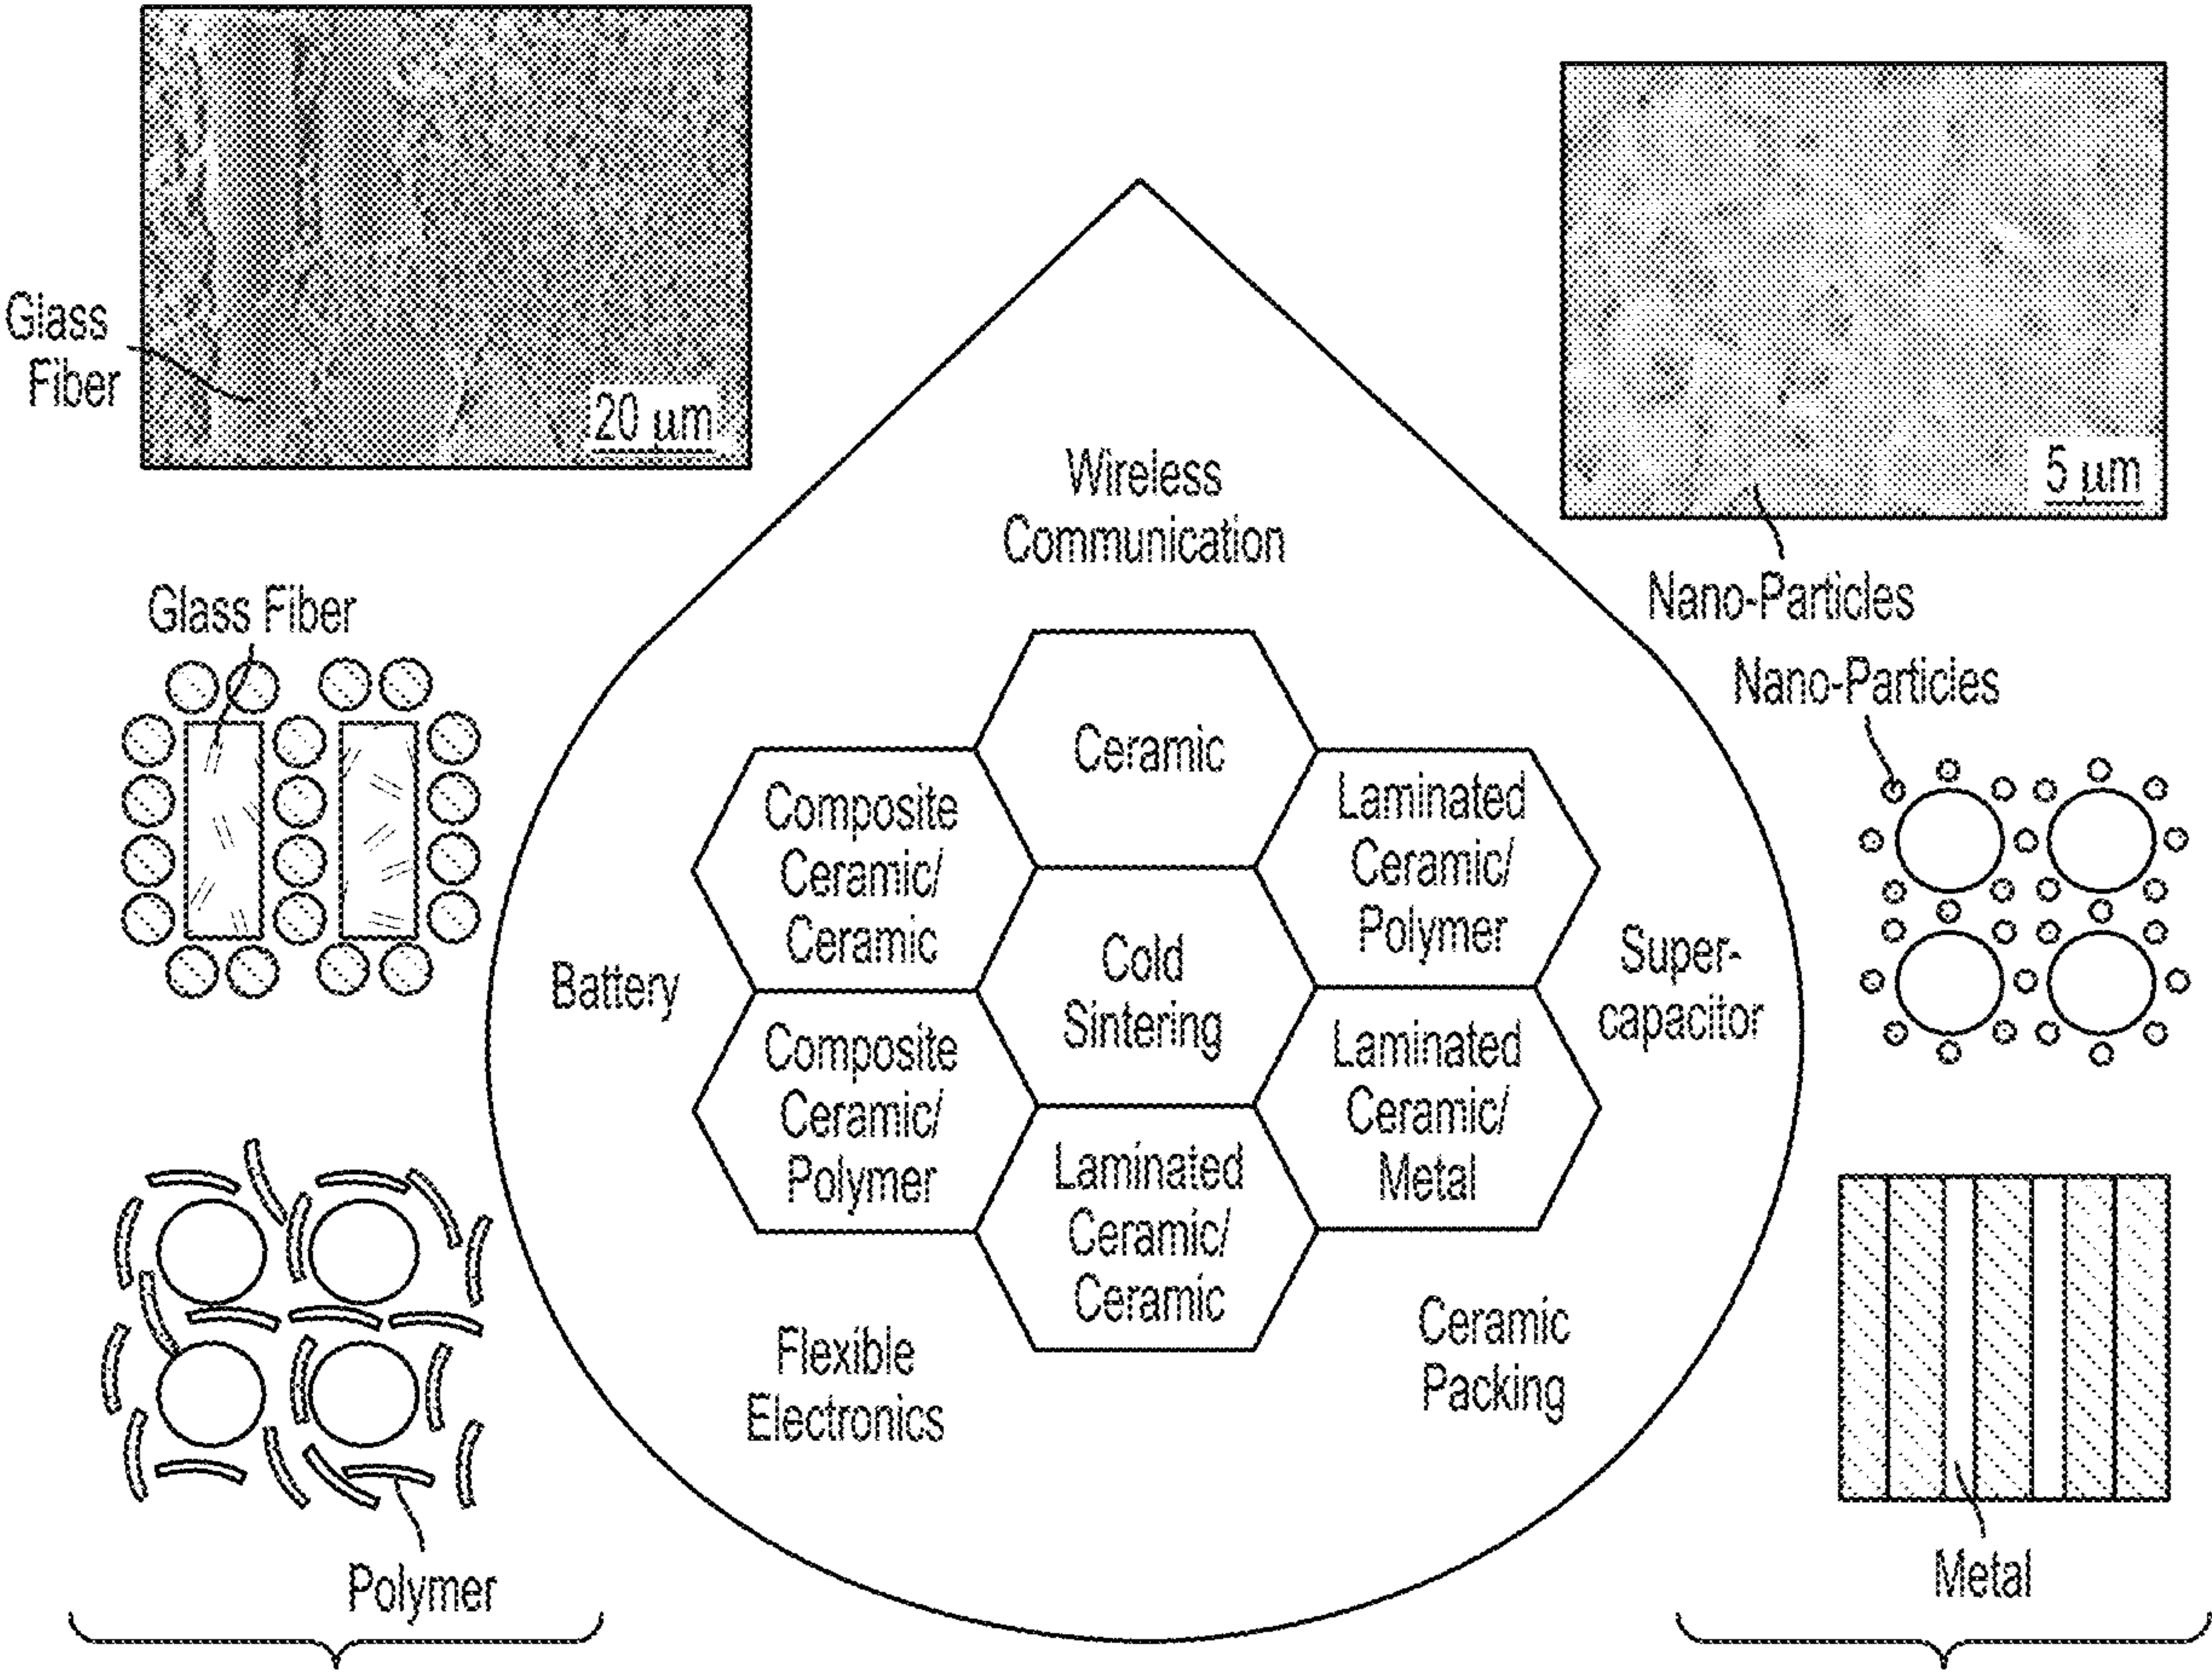 Glass
Fiber
20 µm
5 µm
Nano-Particles
Glass Fiber
Nano-Particles
Wireless
Communication
Ceramic
Composite
Ceramic/
Ceramic
Laminated
Ceramic/
Polymer
Cold
Sintering
Battery
Super-
capacitor
Composite
Ceramic/
Polymer
Laminated
Ceramic/
Metal
Laminated
Ceramic/
Ceramic
Flexible
Electronics
Ceramic
Packing
Polymer
Metal